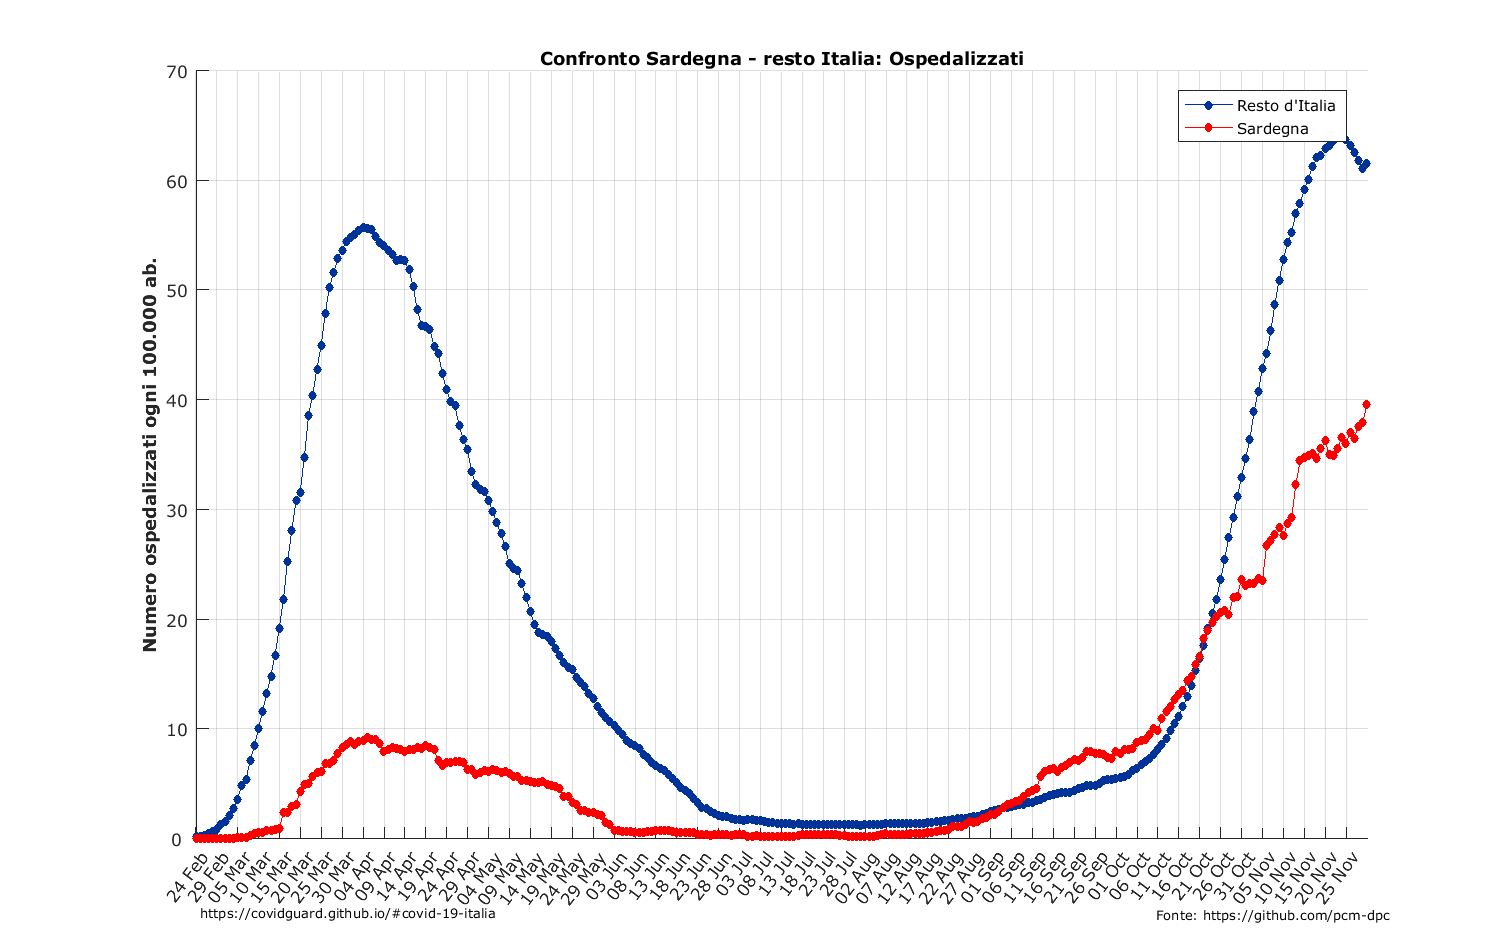 Confronto Sardegna - resto Italia: Ospedalizzati
70
60
50
40
30
20
10
0
Numero ospedalizzati ogni 100.000 ab.
Resto d'Italia
Sardegna
24 Feb
29 Feb
05 Mar
10 Mar
15 Mar
20 Mar
25 Mar
30 Mar
04 Apr
09 Apr
14 Apr
19 Apr
24 Apr
29 Apr
04 May
09 May
14 May
19 May
24 May
29 May
03 Jun
08 Jun
13 Jun
18 Jun
23 Jun
28 Jun
03 Jul
08 Jul
13 Jul
18 Jul
23 Jul
28 Jul
02 Aug
07 Aug
12 Aug
17 Aug
22 Aug
27 Aug
01 Sep
06 Sep
11 Sep
16 Sep
21 Sep
26 Sep
01 Oct
06 Oct
11 Oct
16 Oct
21 Oct
26 Oct
31 Oct
05 Nov
10 Nov
15 Nov
20 Nov
25 Nov
https://covidguard.github.io/#covid-19-italia
Fonte: https://github.com/pcm-dpc